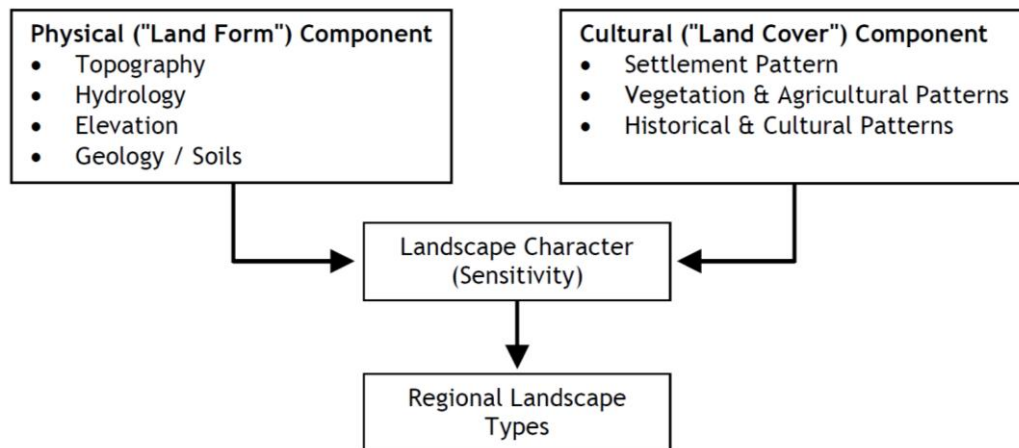 Physical ("Land Form") Component
• Topography
• Hydrology
• Elevation
• Geology / Soils
Cultural ("Land Cover") Component
• Settlement Pattern
• Vegetation & Agricultural Patterns
• Historical & Cultural Patterns
Landscape Character
(Sensitivity)
Regional Landscape
Types